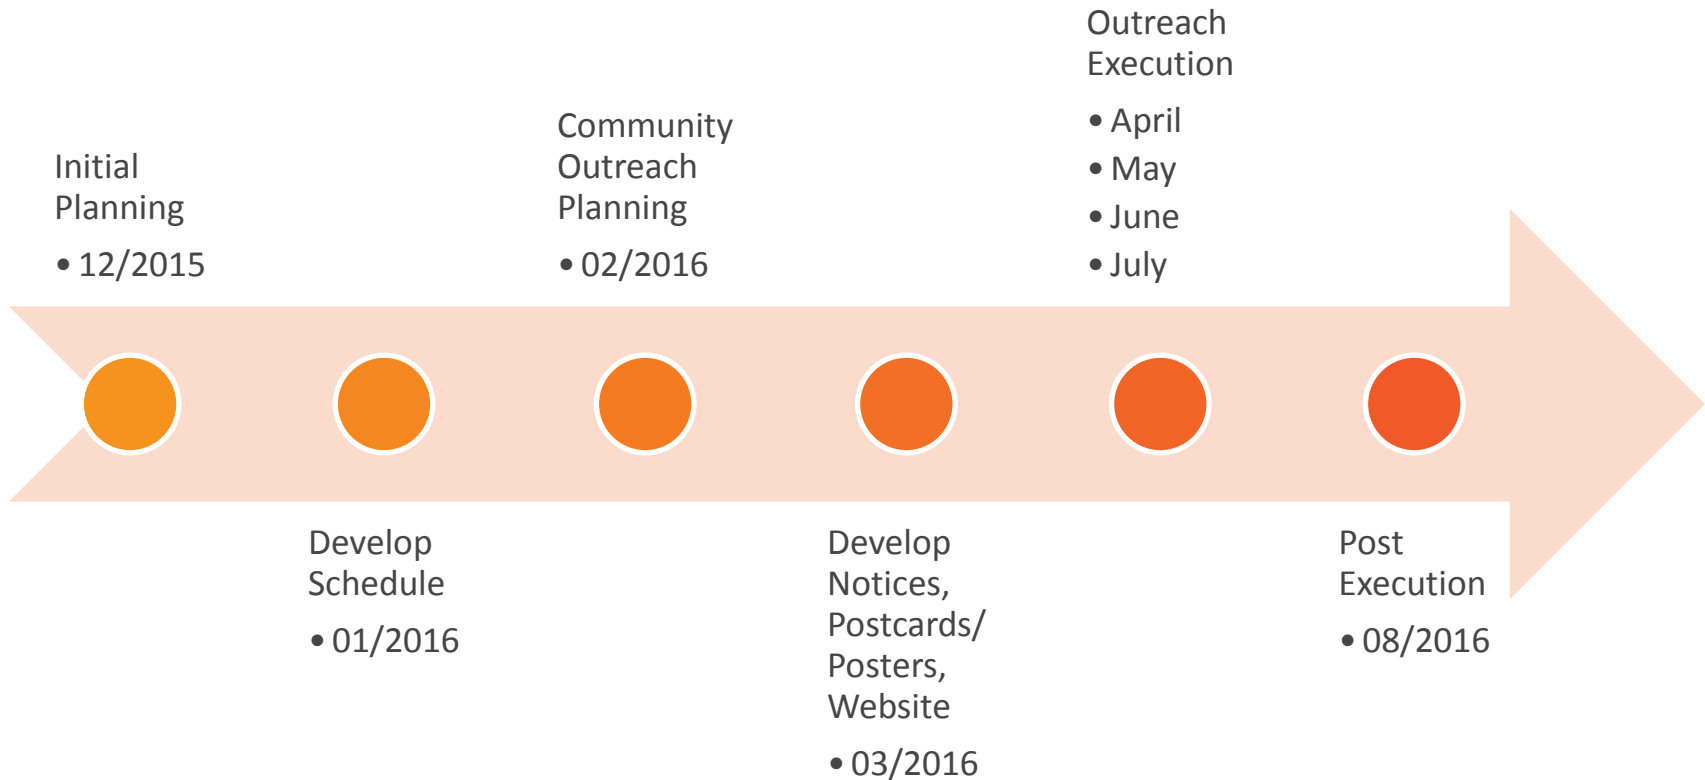 Initial
Planning
• 12/2015
Develop
Schedule
• 01/2016
Community
Outreach
Planning
• 02/2016
Develop
Notices,
Postcards/
Posters,
Website
• 03/2016
Outreach
Execution
• April
• May
• June
• July
Post
Execution
• 08/2016